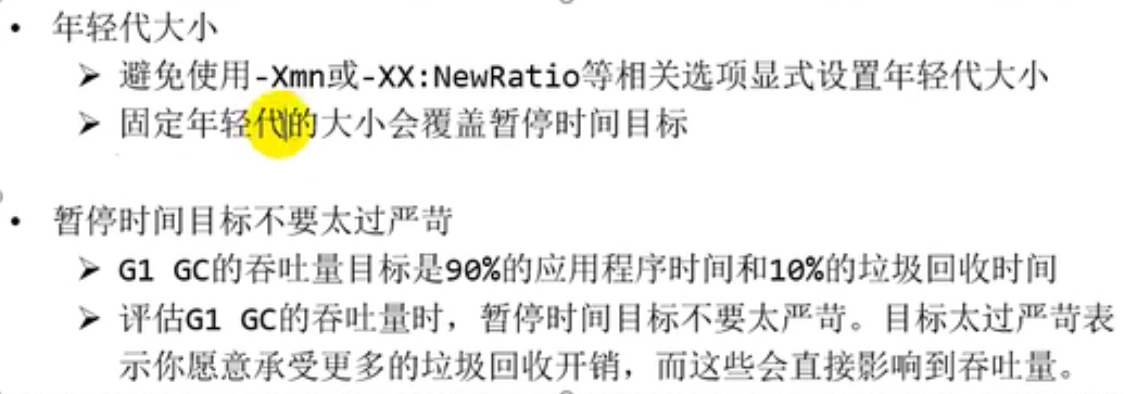 • 年轻代大小
➢ 避免使用-Xmn或-XX:NewRatio等相关选项显式设置年轻代大小
➢ 固定年轻代的大小会覆盖暂停时间目标
• 暂停时间目标不要太过严苛
➢ G1 GC的吞吐量目标是90%的应用程序时间和10%的垃圾回收时间
➢ 评估G1 GC的吞吐量时，暂停时间目标不要太严苛。目标太过严苛表
示你愿意承受更多的垃圾回收开销，而这些会直接影响到吞吐量。